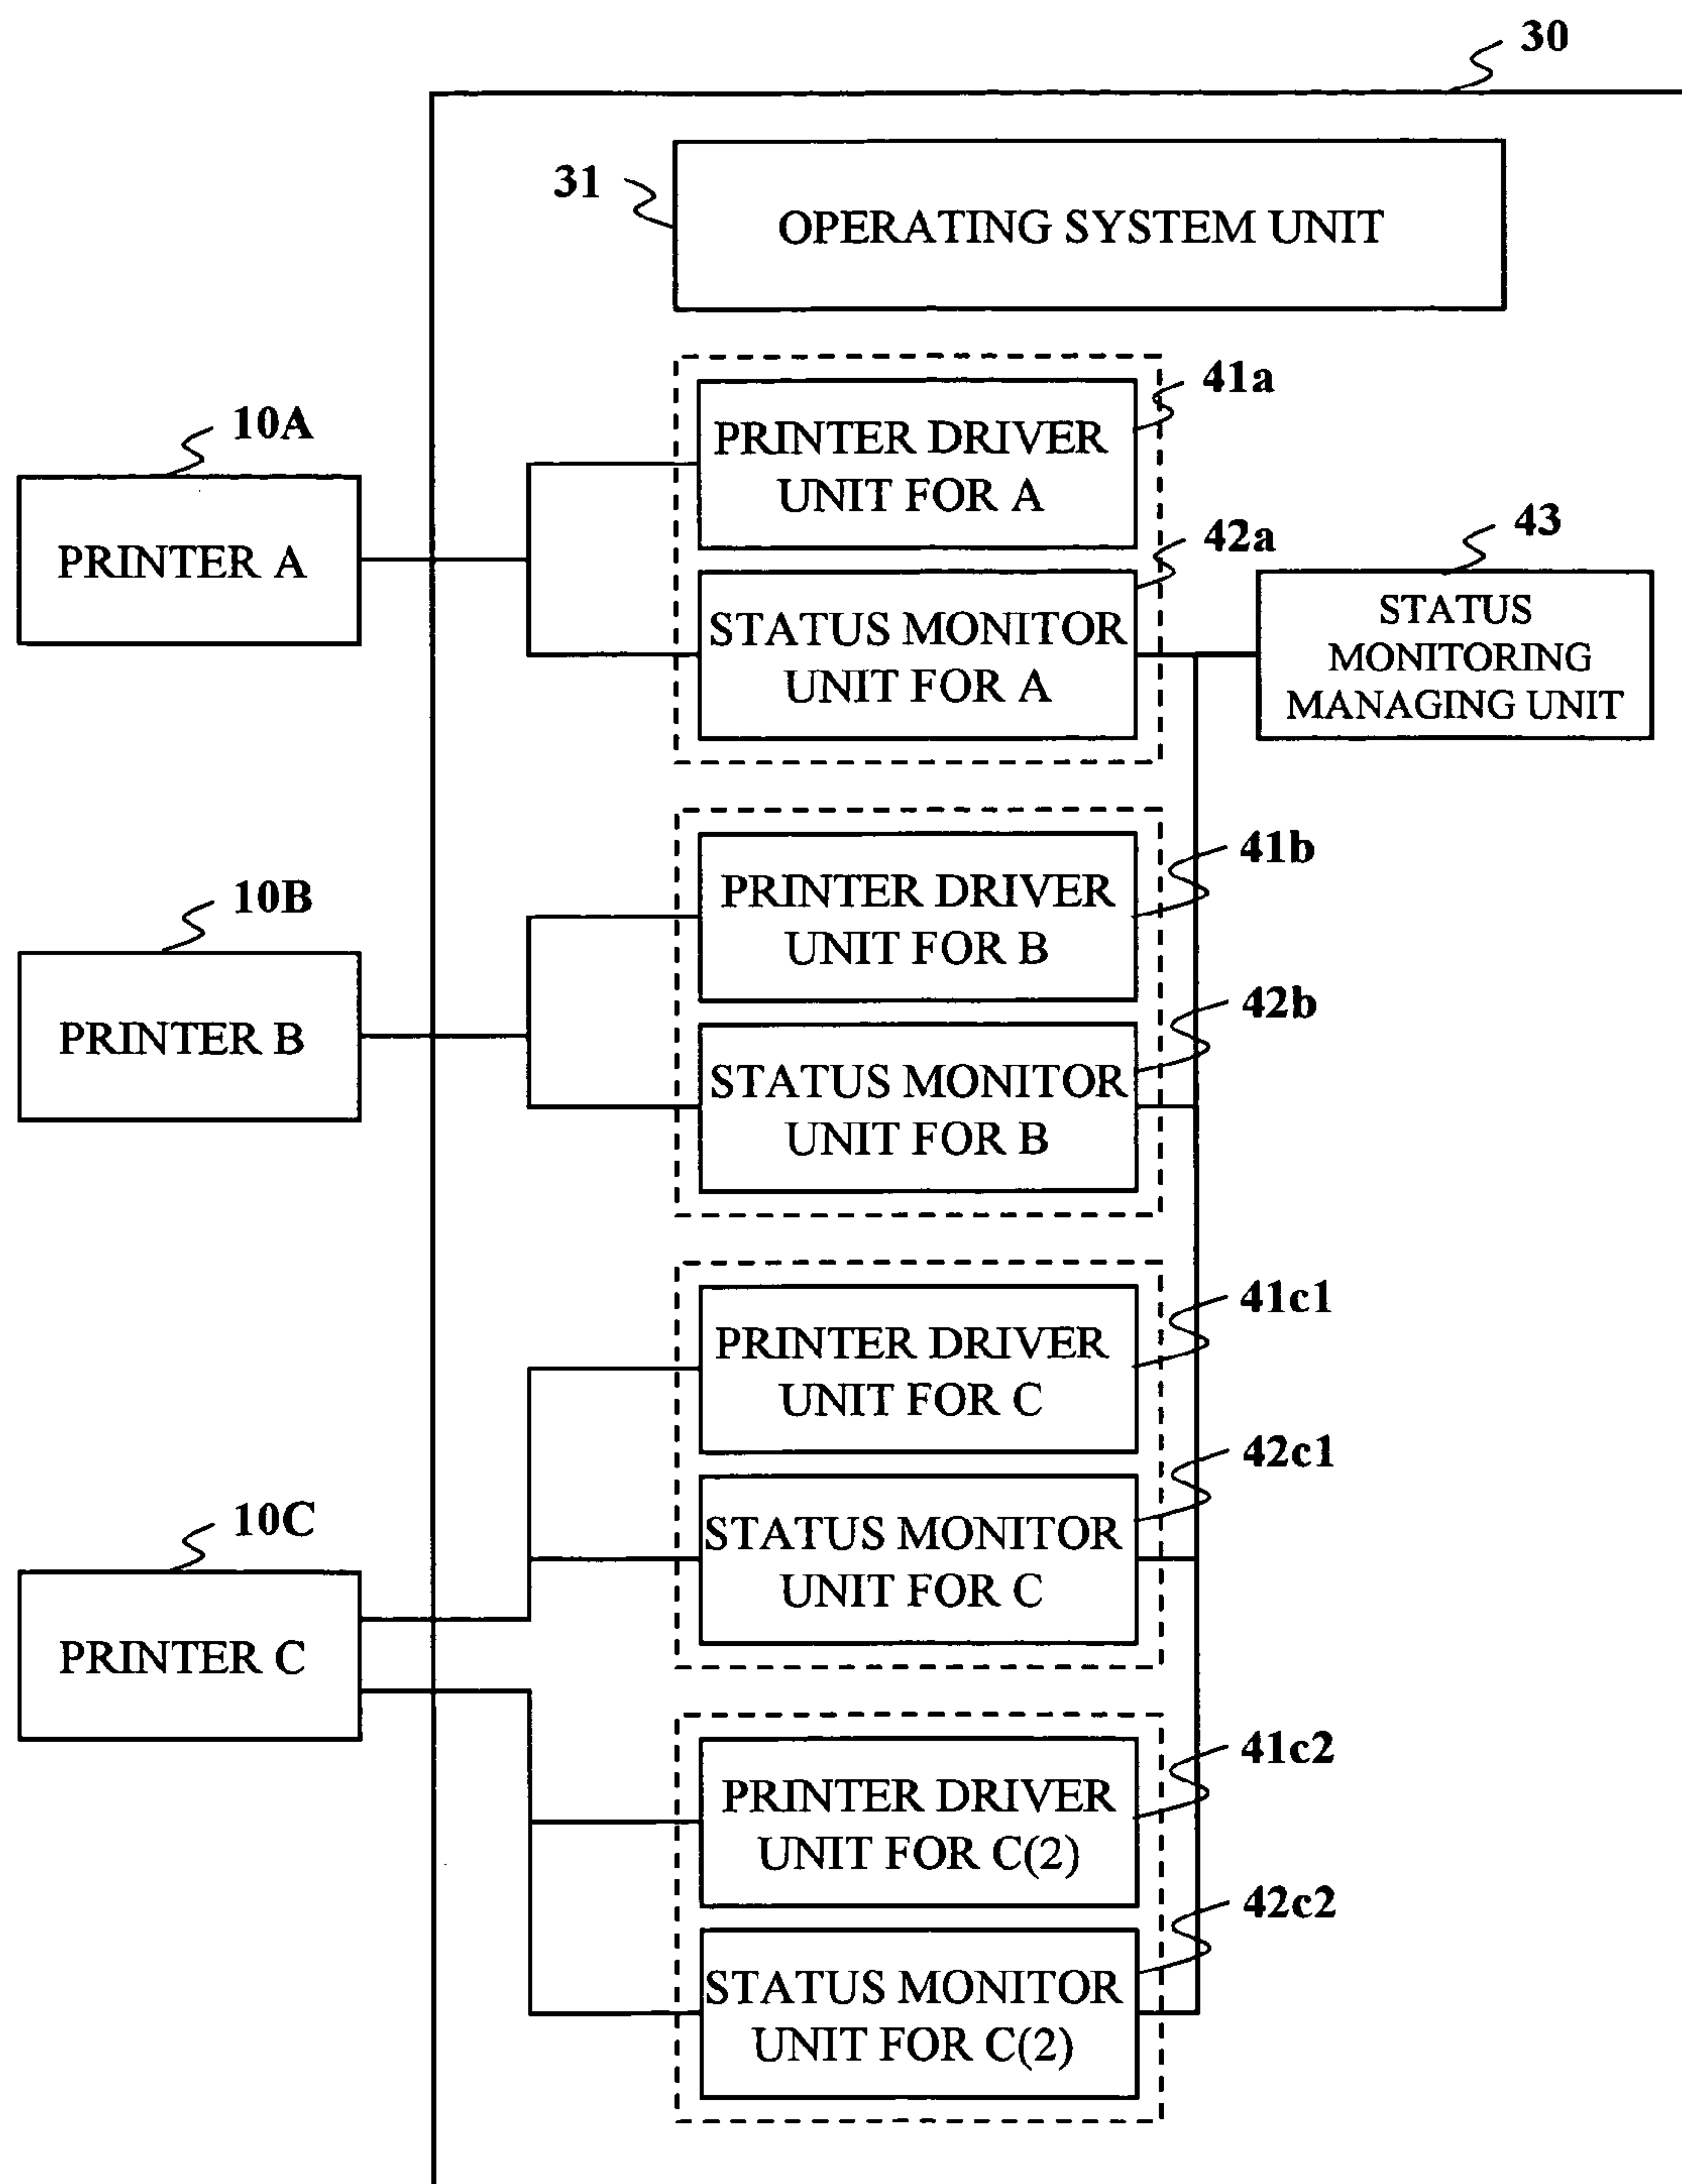 30
31
OPERATING SYSTEM UNIT
41a
PRINTER DRIVER
UNIT FOR A
10A
PRINTER A
42a
STATUS MONITOR
UNIT FOR A
43
STATUS
MONITORING
MANAGING UNIT
41b
PRINTER DRIVER
UNIT FOR B
10B
PRINTER B
42b
STATUS MONITOR
UNIT FOR B
41c1
PRINTER DRIVER
UNIT FOR C
42c1
STATUS MONITOR
UNIT FOR C
10C
PRINTER C
41c2
PRINTER DRIVER
UNIT FOR C(2)
42c2
STATUS MONITOR
UNIT FOR C(2)